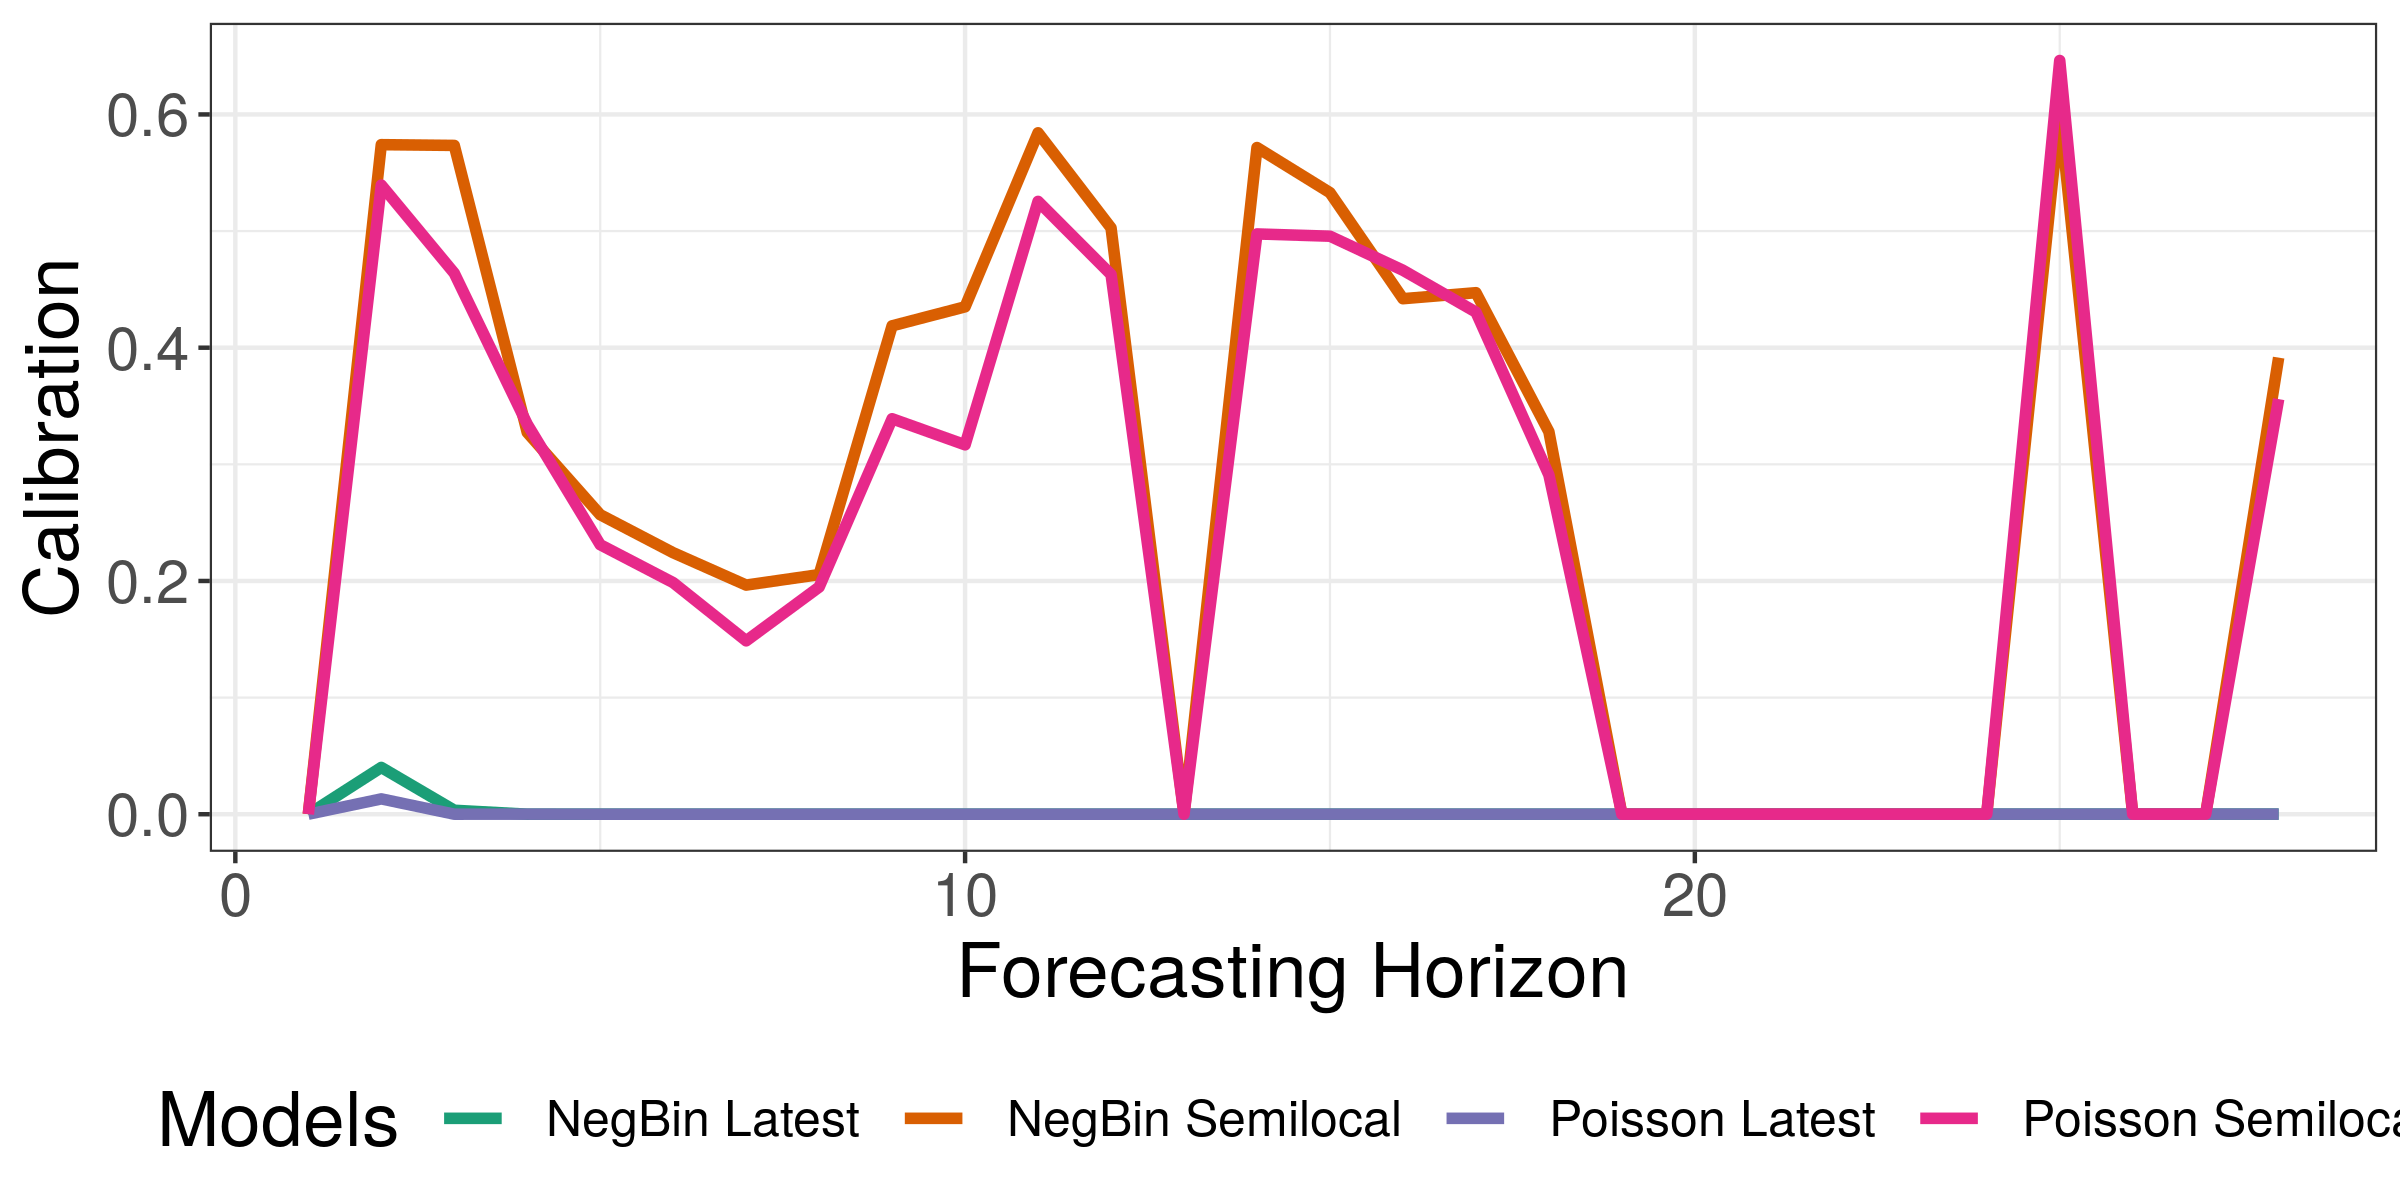 Calibration
0.6
0.4
0.2
0.0
0 10 20
Forecasting Horizon
Models NegBin Latest NegBin Semilocal Poisson Latest Poisson